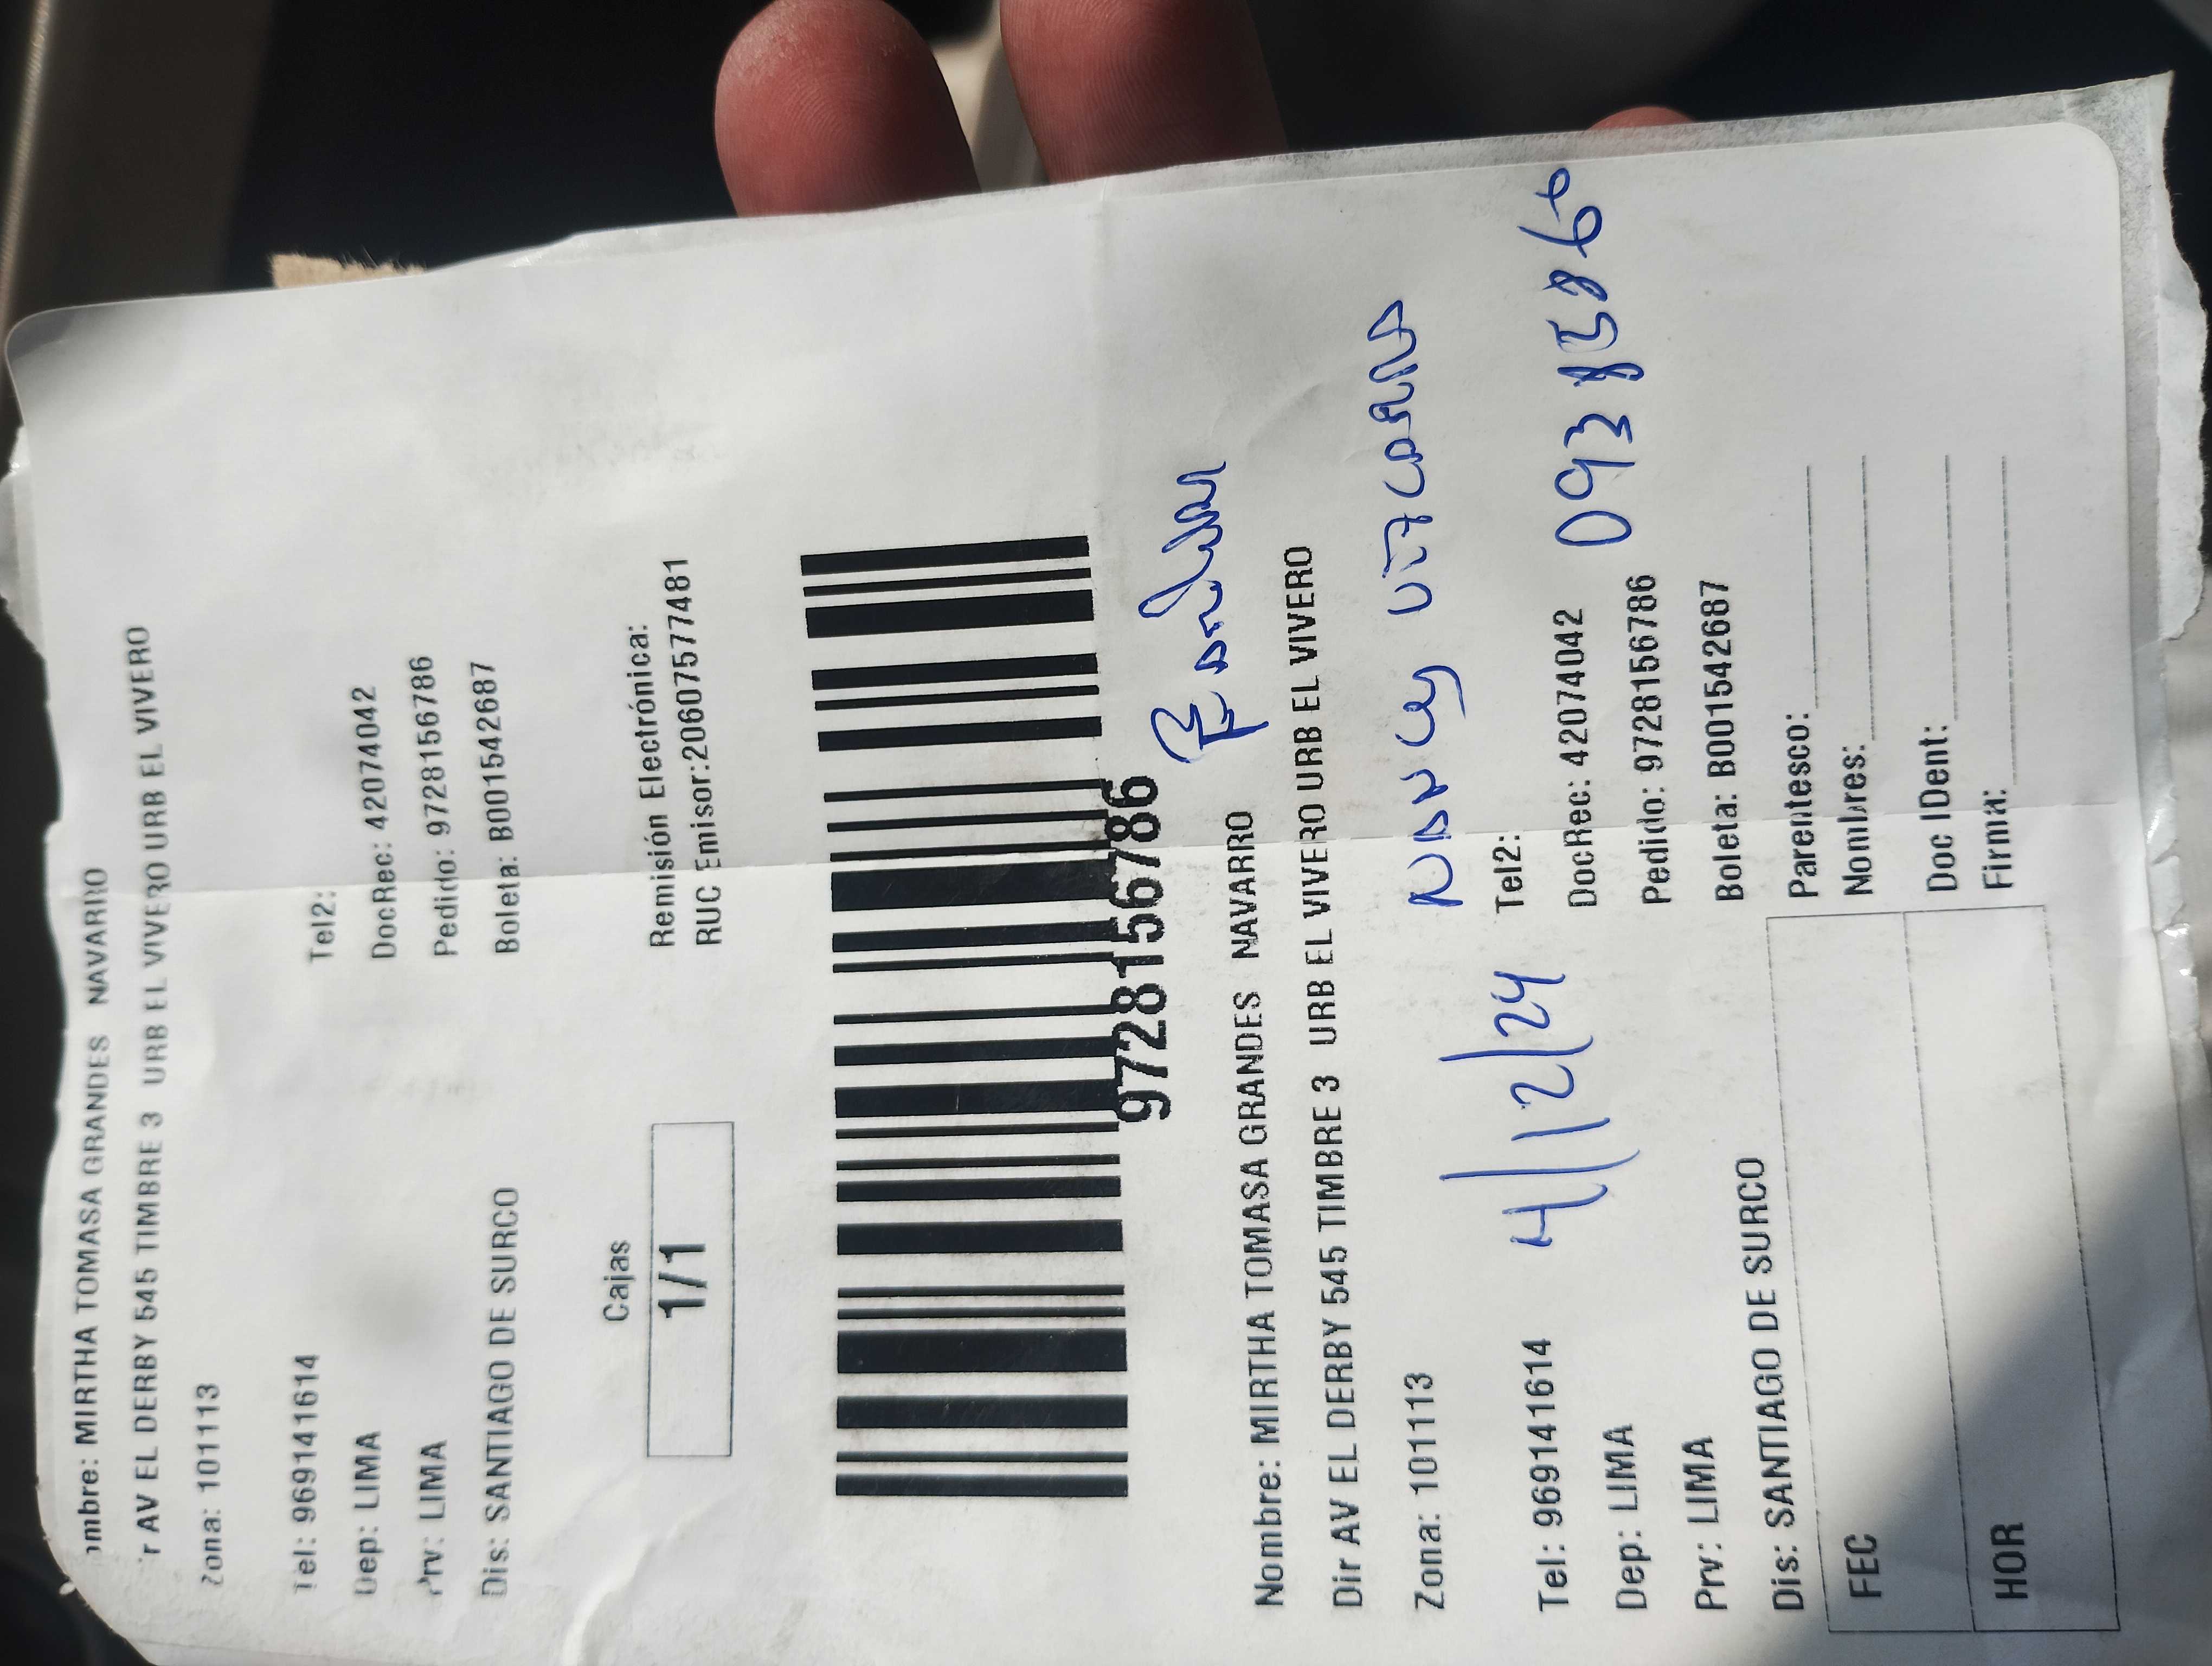 mbre: MIRTHA TOMASA GRANDES NAVARRO
r AV EL DERBY 545 TIMBRE 3 URB EL VIVERO URB EL VIVERO
Zona: 101113
Tel: 969141614 Tel2:
Dep: LIMA DocRec: 42074042
Prv: LIMA Pedido: 97281567​86
Dis: SANTIAGO DE SURCO Boleta: B001542687
Cajas
1/1
Remisión Electrónica:
RUC Emisor:20607577481
9728156786
Nombre: MIRTHA TOMASA GRANDES NAVARRO
Dir AV EL DERBY 545 TIMBRE 3 URB EL VIVERO URB EL VIVERO
Zona: 101113 Nancy Vizcarra
4/12/24
Tel: 969141614 Tel2:
Dep: LIMA DocRec: 42074042
Prv: LIMA Pedido: 9728156786
Dis: SANTIAGO DE SURCO Boleta: B001542687
FEC Parentesco:
Nombres:
HOR Doc IDent:
Firma: